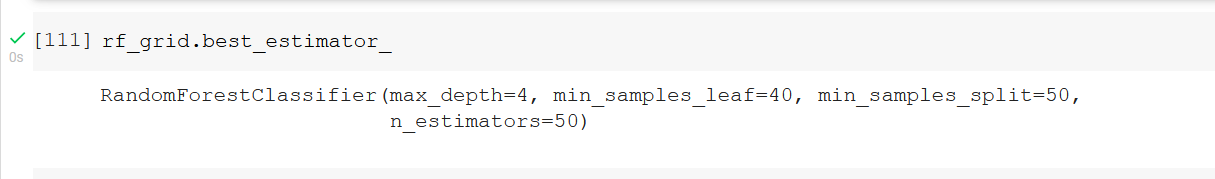 [111] rf_grid.best_estimator_
0s
RandomForestClassifier(max_depth=4, min_samples_leaf=40, min_samples_split=50,
n_estimators=50)